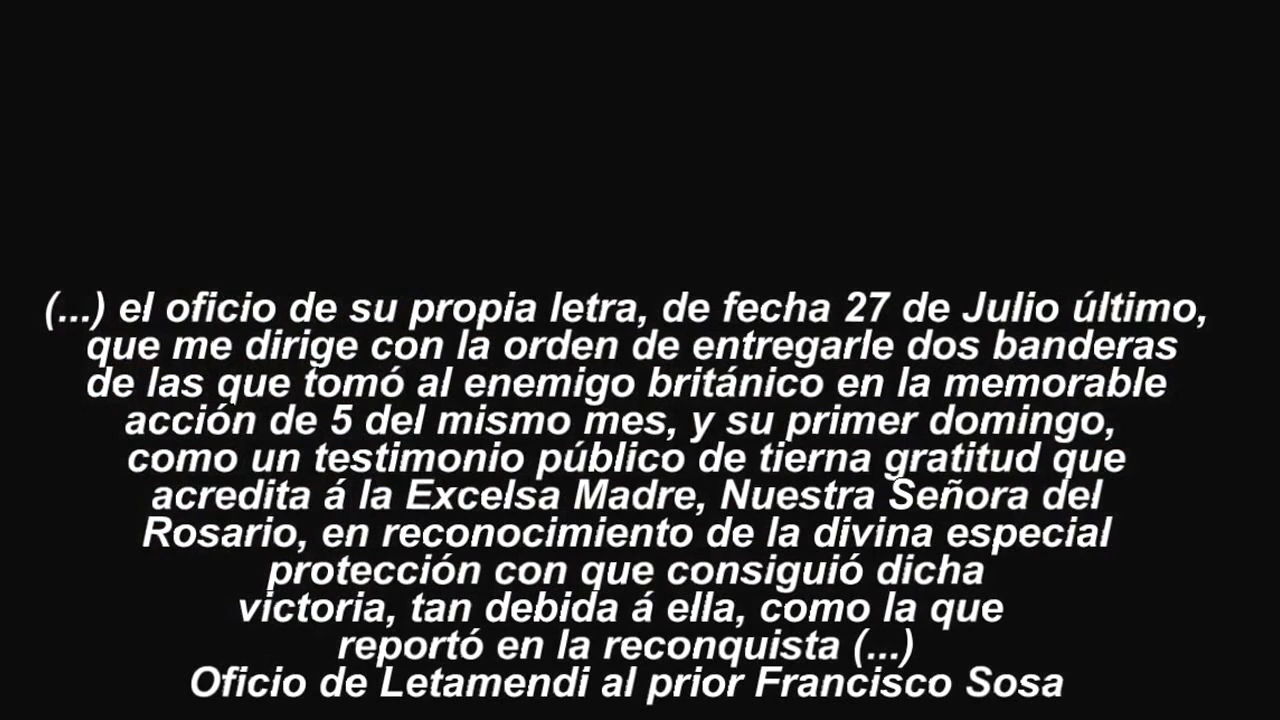 (...) el oficio de su propia letra, de fecha 27 de Julio último,
que me dirige con la orden de entregarle dos banderas
de las que tomó al enemigo británico en la memorable
acción de 5 del mismo mes, y su primer domingo,
como un testimonio público de tierna gratitud que
acredita á la Excelsa Madre, Nuestra Señora del
Rosario, en reconocimiento de la divina especial
protección con que consiguió dicha
victoria, tan debida á ella, como la que
reportó en la reconquista (...)
Oficio de Letamendi al prior Francisco Sosa